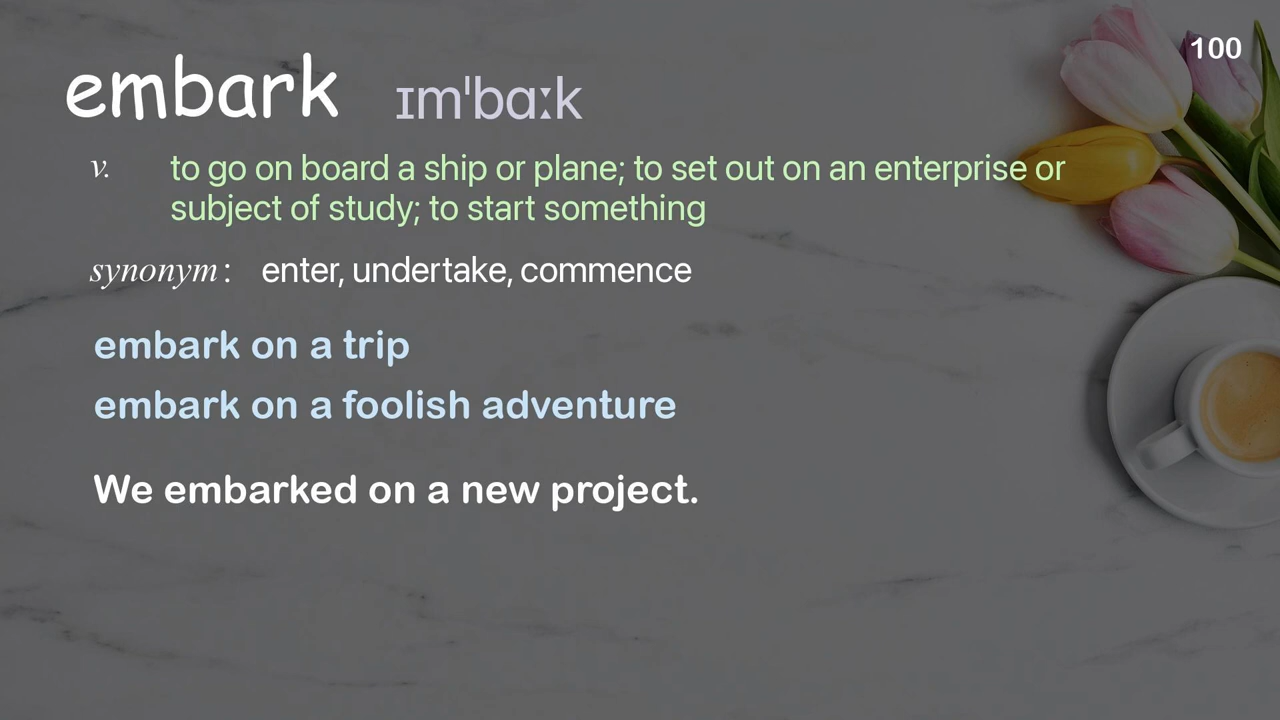 100
embark ɪmˈbɑːk
v. to go on board a ship or plane; to set out on an enterprise or
subject of study; to start something
synonym: enter, undertake, commence
embark on a trip
embark on a foolish adventure
We embarked on a new project.